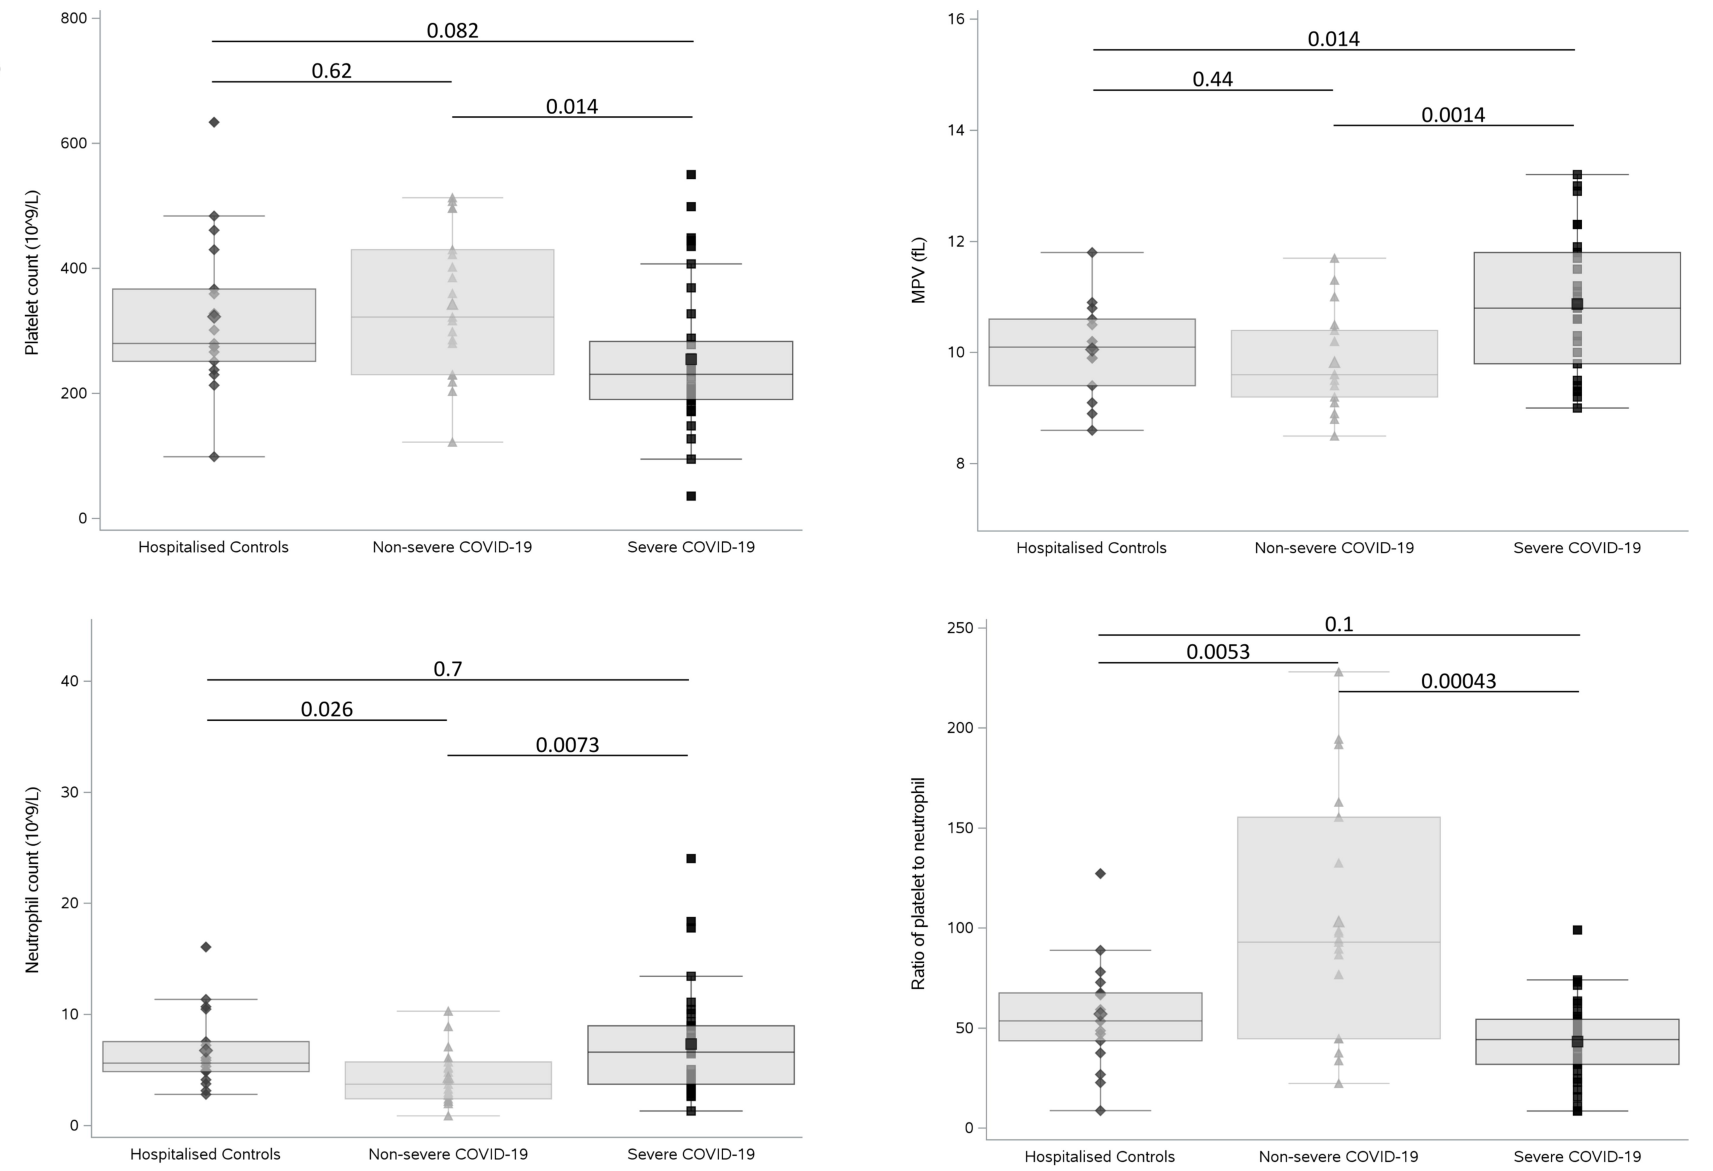 800
600
400
200
0
Platelet count (10^9/L)
0.082
0.62
0.014
Hospitalised Controls
Non-severe COVID-19
Severe COVID-19
16
14
12
10
8
MPV (fL)
0.014
0.44
0.0014
Hospitalised Controls
Non-severe COVID-19
Severe COVID-19
40
30
20
10
0
Neutrophil count (10^9/L)
0.7
0.026
0.0073
Hospitalised Controls
Non-severe COVID-19
Severe COVID-19
250
200
150
100
50
0
Ratio of platelet to neutrophil
0.1
0.0053
0.00043
Hospitalised Controls
Non-severe COVID-19
Severe COVID-19